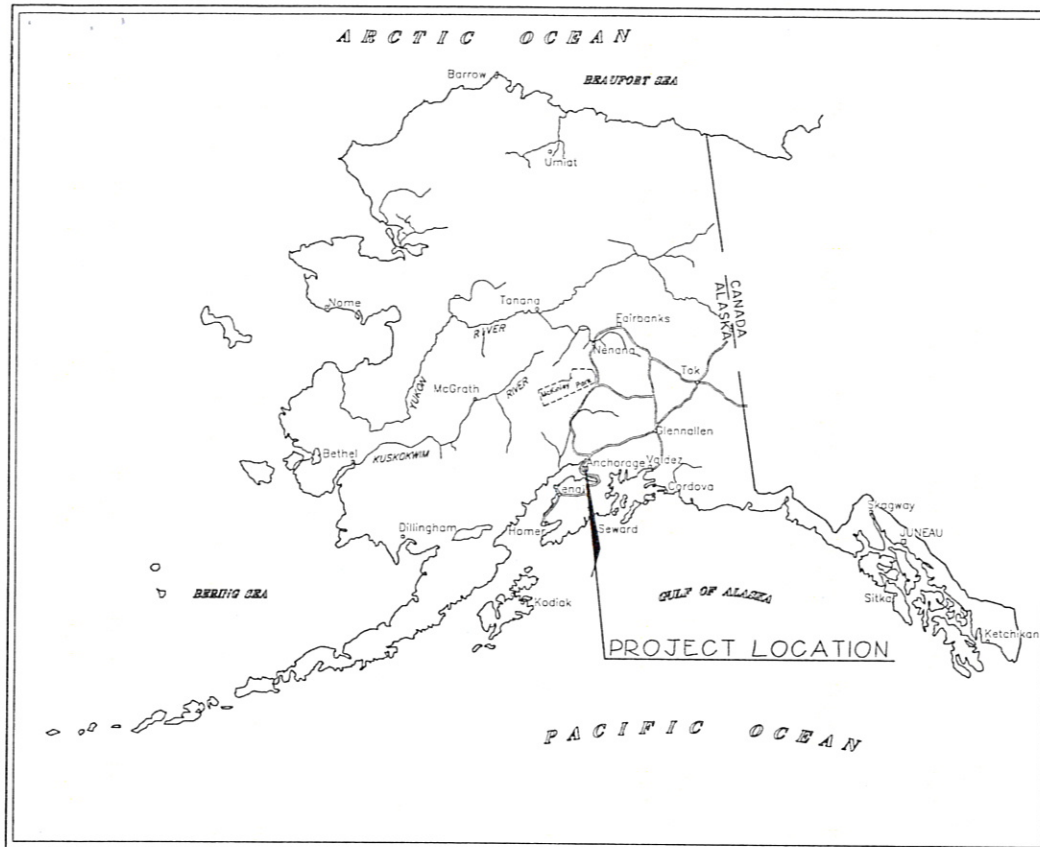 ARCTIC OCEAN
Barrow
BEAUFORT SEA
Umiat
CANADA
ALASKA
Nome
Tanana
Fairbanks
RIVER
Nenana
Tok
McKinley Park
McGrath
RIVER
YUKON
Glennallen
Bethel
KUSKOKWIM
Anchorage
Valdez
Kenai
Cordova
Skagway
Dillingham
Homer
Seward
JUNEAU
BERING SEA
Kodiak
GULF OF ALASKA
Sitka
Ketchikan
PROJECT LOCATION
PACIFIC OCEAN